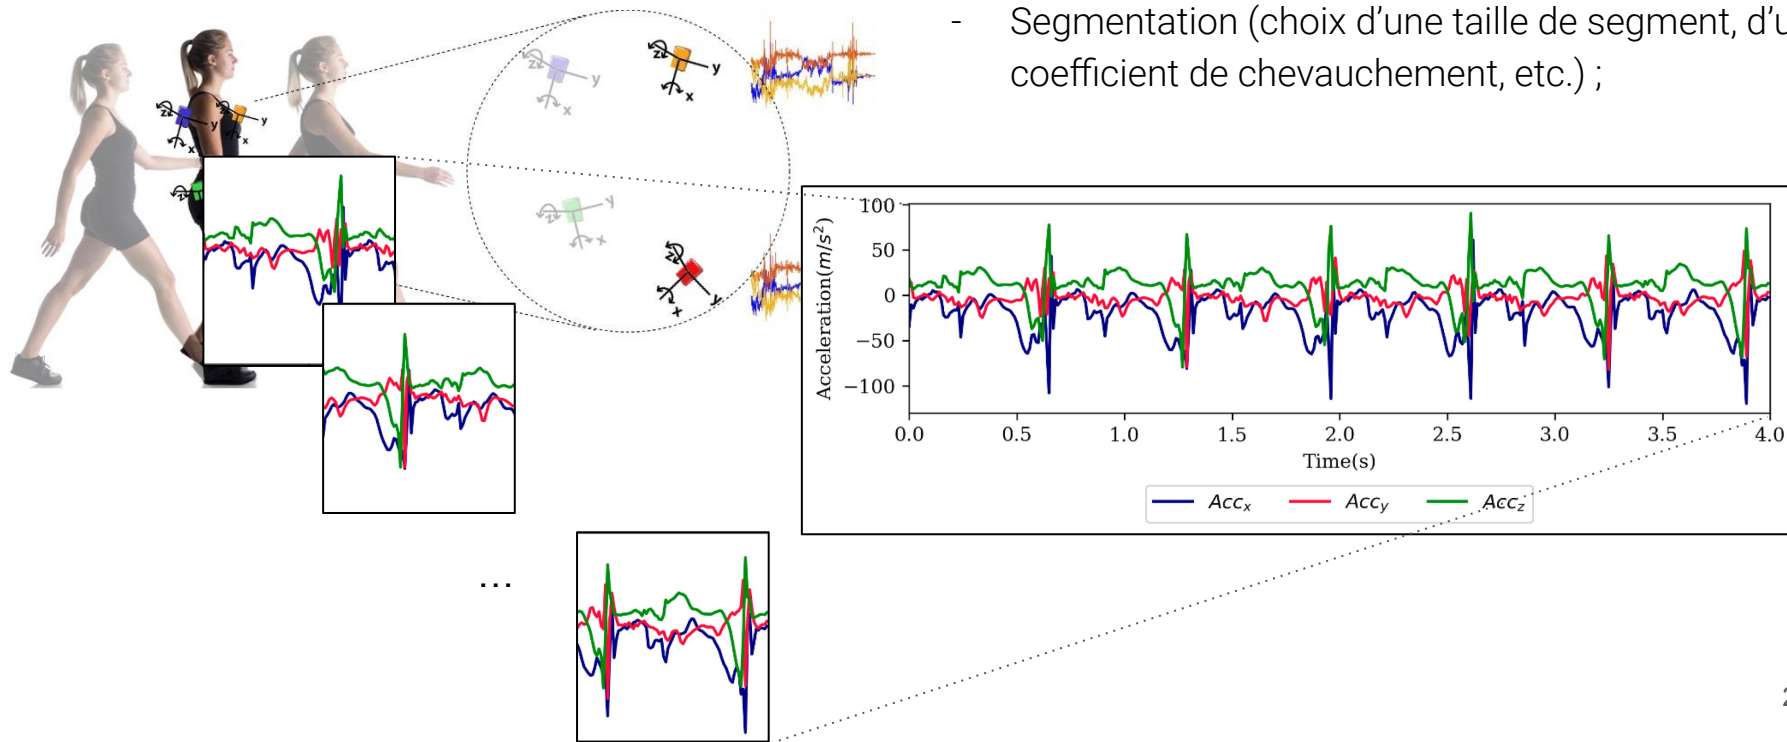 - Segmentation (choix d'une taille de segment, d'u
coefficient de chevauchement, etc.) ;
z y x
z y x
z
z y x
z y x
z y x
z y x
Acceleration(m/s²)
100
50
0
−50
−100
0.0 0.5 1.0 1.5 2.0 2.5 3.0 3.5 4.0
Time(s)
Acc_x Acc_y Acc_z
...
2